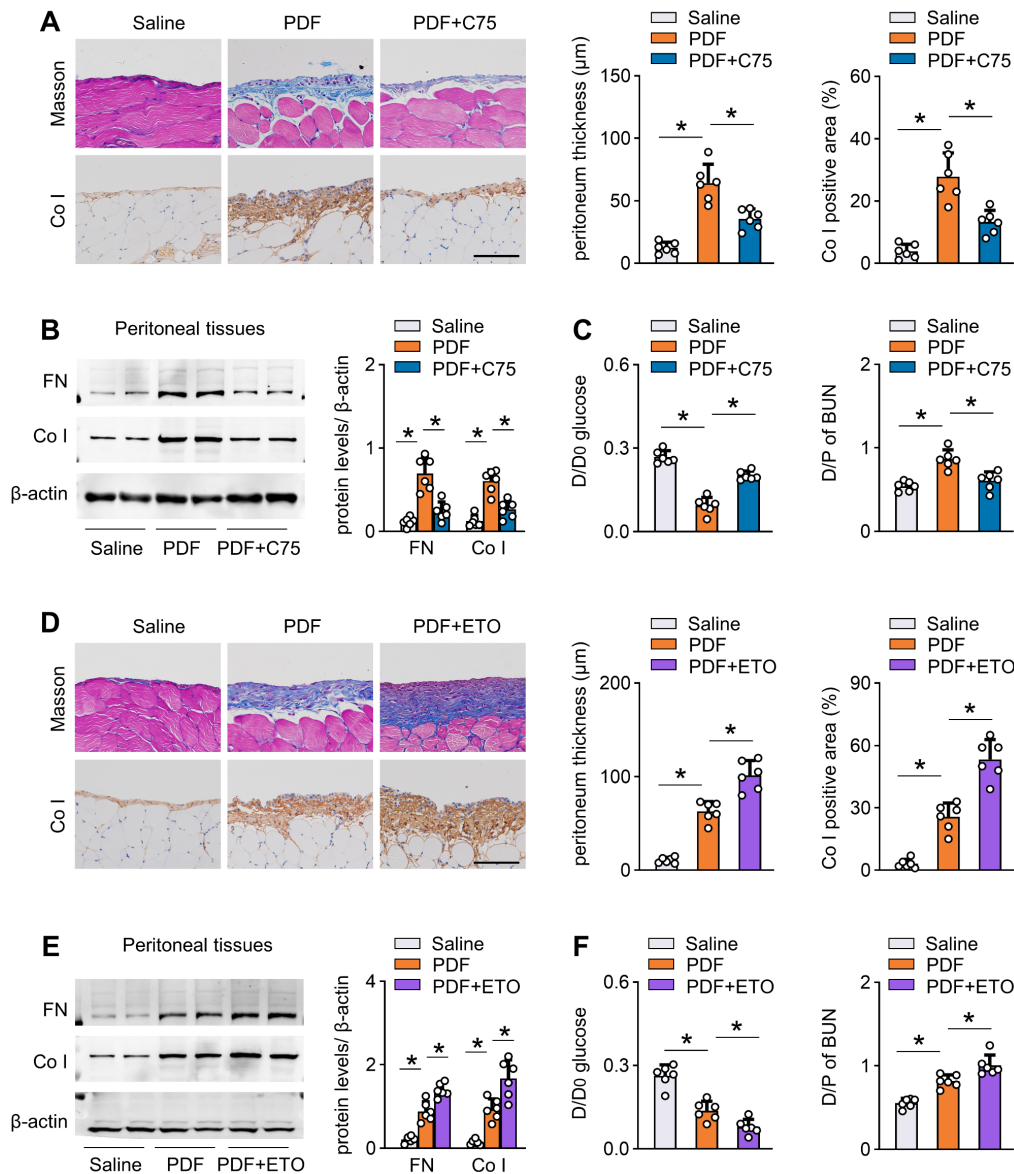 A
Saline PDF PDF+C75
Masson
Co I
Saline
PDF
PDF+C75
peritoneum thickness (μm)
150
100
50
0
* *
Saline
PDF
PDF+C75
Co I positive area (%)
60
40
20
0
* *
B
Peritoneal tissues
FN
Co I
β-actin
Saline PDF PDF+C75
Saline
PDF
PDF+C75
protein levels/ β-actin
2
1
0
* * * *
FN Co I
C
Saline
PDF
PDF+C75
D/D0 glucose
0.6
0.3
0.0
* *
Saline
PDF
PDF+C75
D/P of BUN
2
1
0
* *
D
Saline PDF PDF+ETO
Masson
Co I
Saline
PDF
PDF+ETO
peritoneum thickness (μm)
200
100
0
* *
Saline
PDF
PDF+ETO
Co I positive area (%)
90
60
30
0
* *
E
Peritoneal tissues
FN
Co I
β-actin
Saline PDF PDF+ETO
Saline
PDF
PDF+ETO
protein levels/ β-actin
4
2
0
* * * *
FN Co I
F
Saline
PDF
PDF+ETO
D/D0 glucose
0.6
0.3
0.0
* *
Saline
PDF
PDF+ETO
D/P of BUN
2
1
0
* *